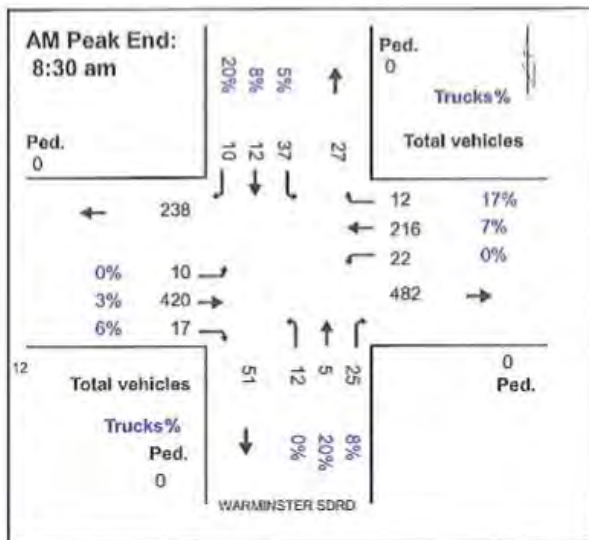 AM Peak End:
8:30 am
Ped.
0
20% 8% 5%
10 12 37 27
Ped.
0
Trucks%
Total vehicles
238
12 17%
216 7%
22 0%
482
0% 10
3% 420
6% 17
12
Total vehicles
Trucks%
Ped.
0
51 12 5 25
0% 20% 8%
0
Ped.
WARMINSTER SDRD